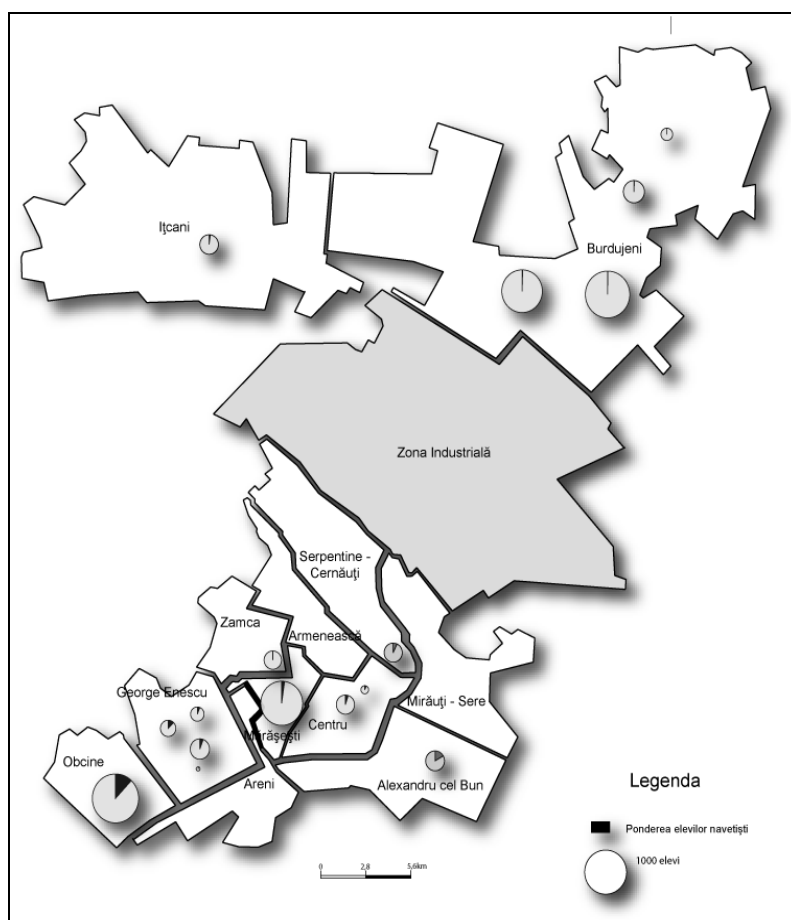 Iţcani
Burdujeni
Zona Industrială
Serpentine -
Cernăuţi
Zamca
Armenească
George Enescu
Mărăşeşti
Centru
Mirăuţi - Sere
Obcine
Areni
Alexandru cel Bun
Legenda
Ponderea elevilor navetişti
1000 elevi
0 2,8 5,6km